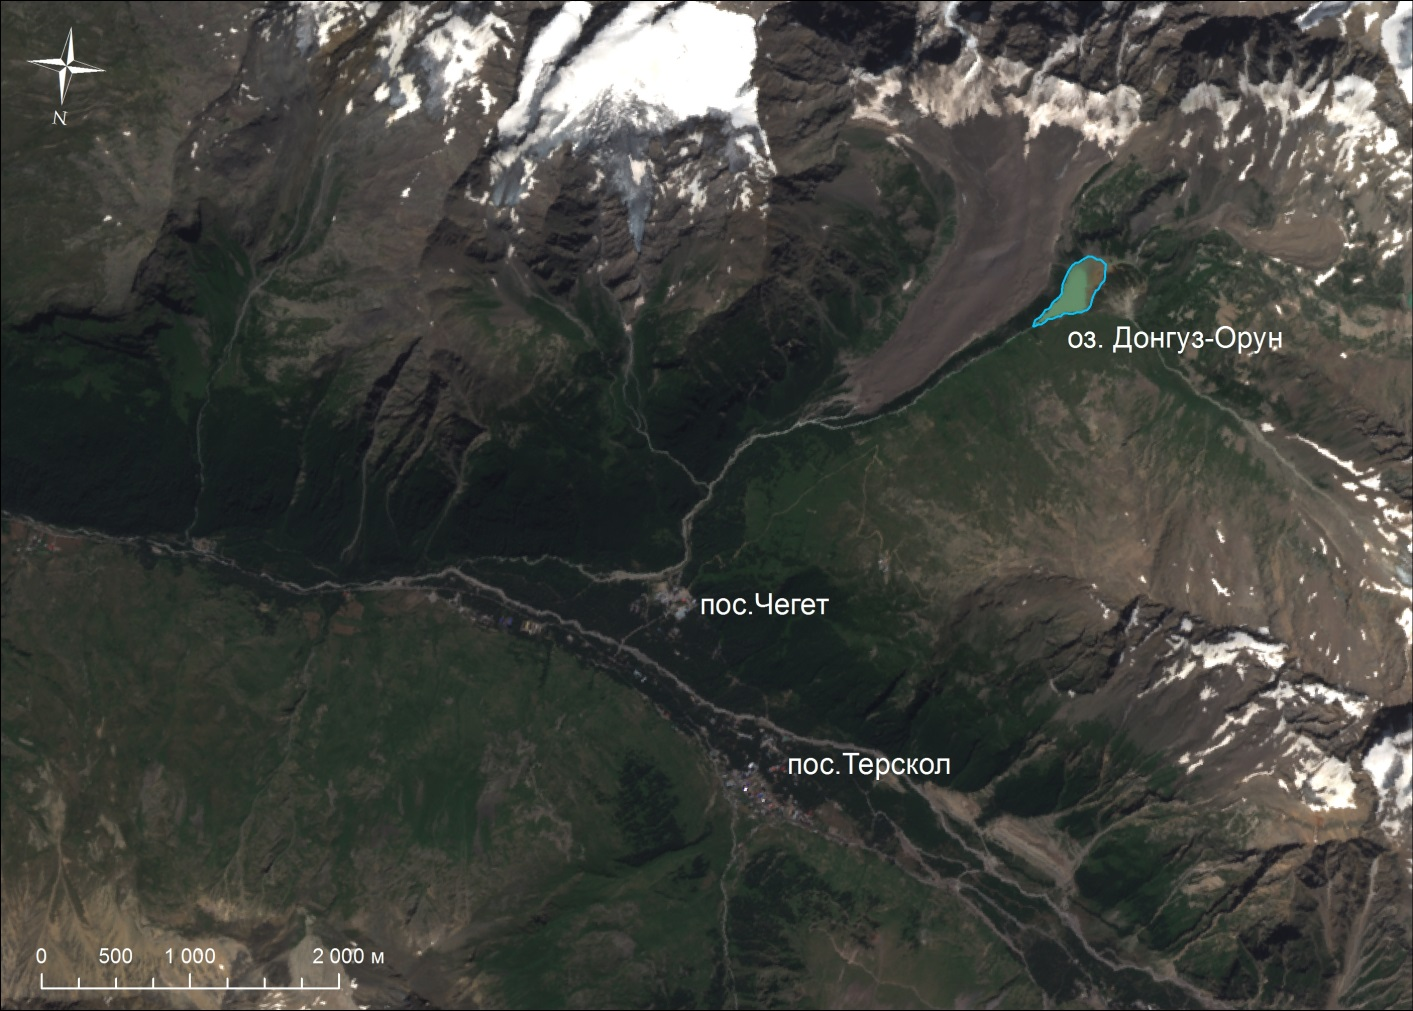 N
оз. Донгуз-Орун
пос.Чегет
пос.Терскол
0 500 1 000 2 000 м